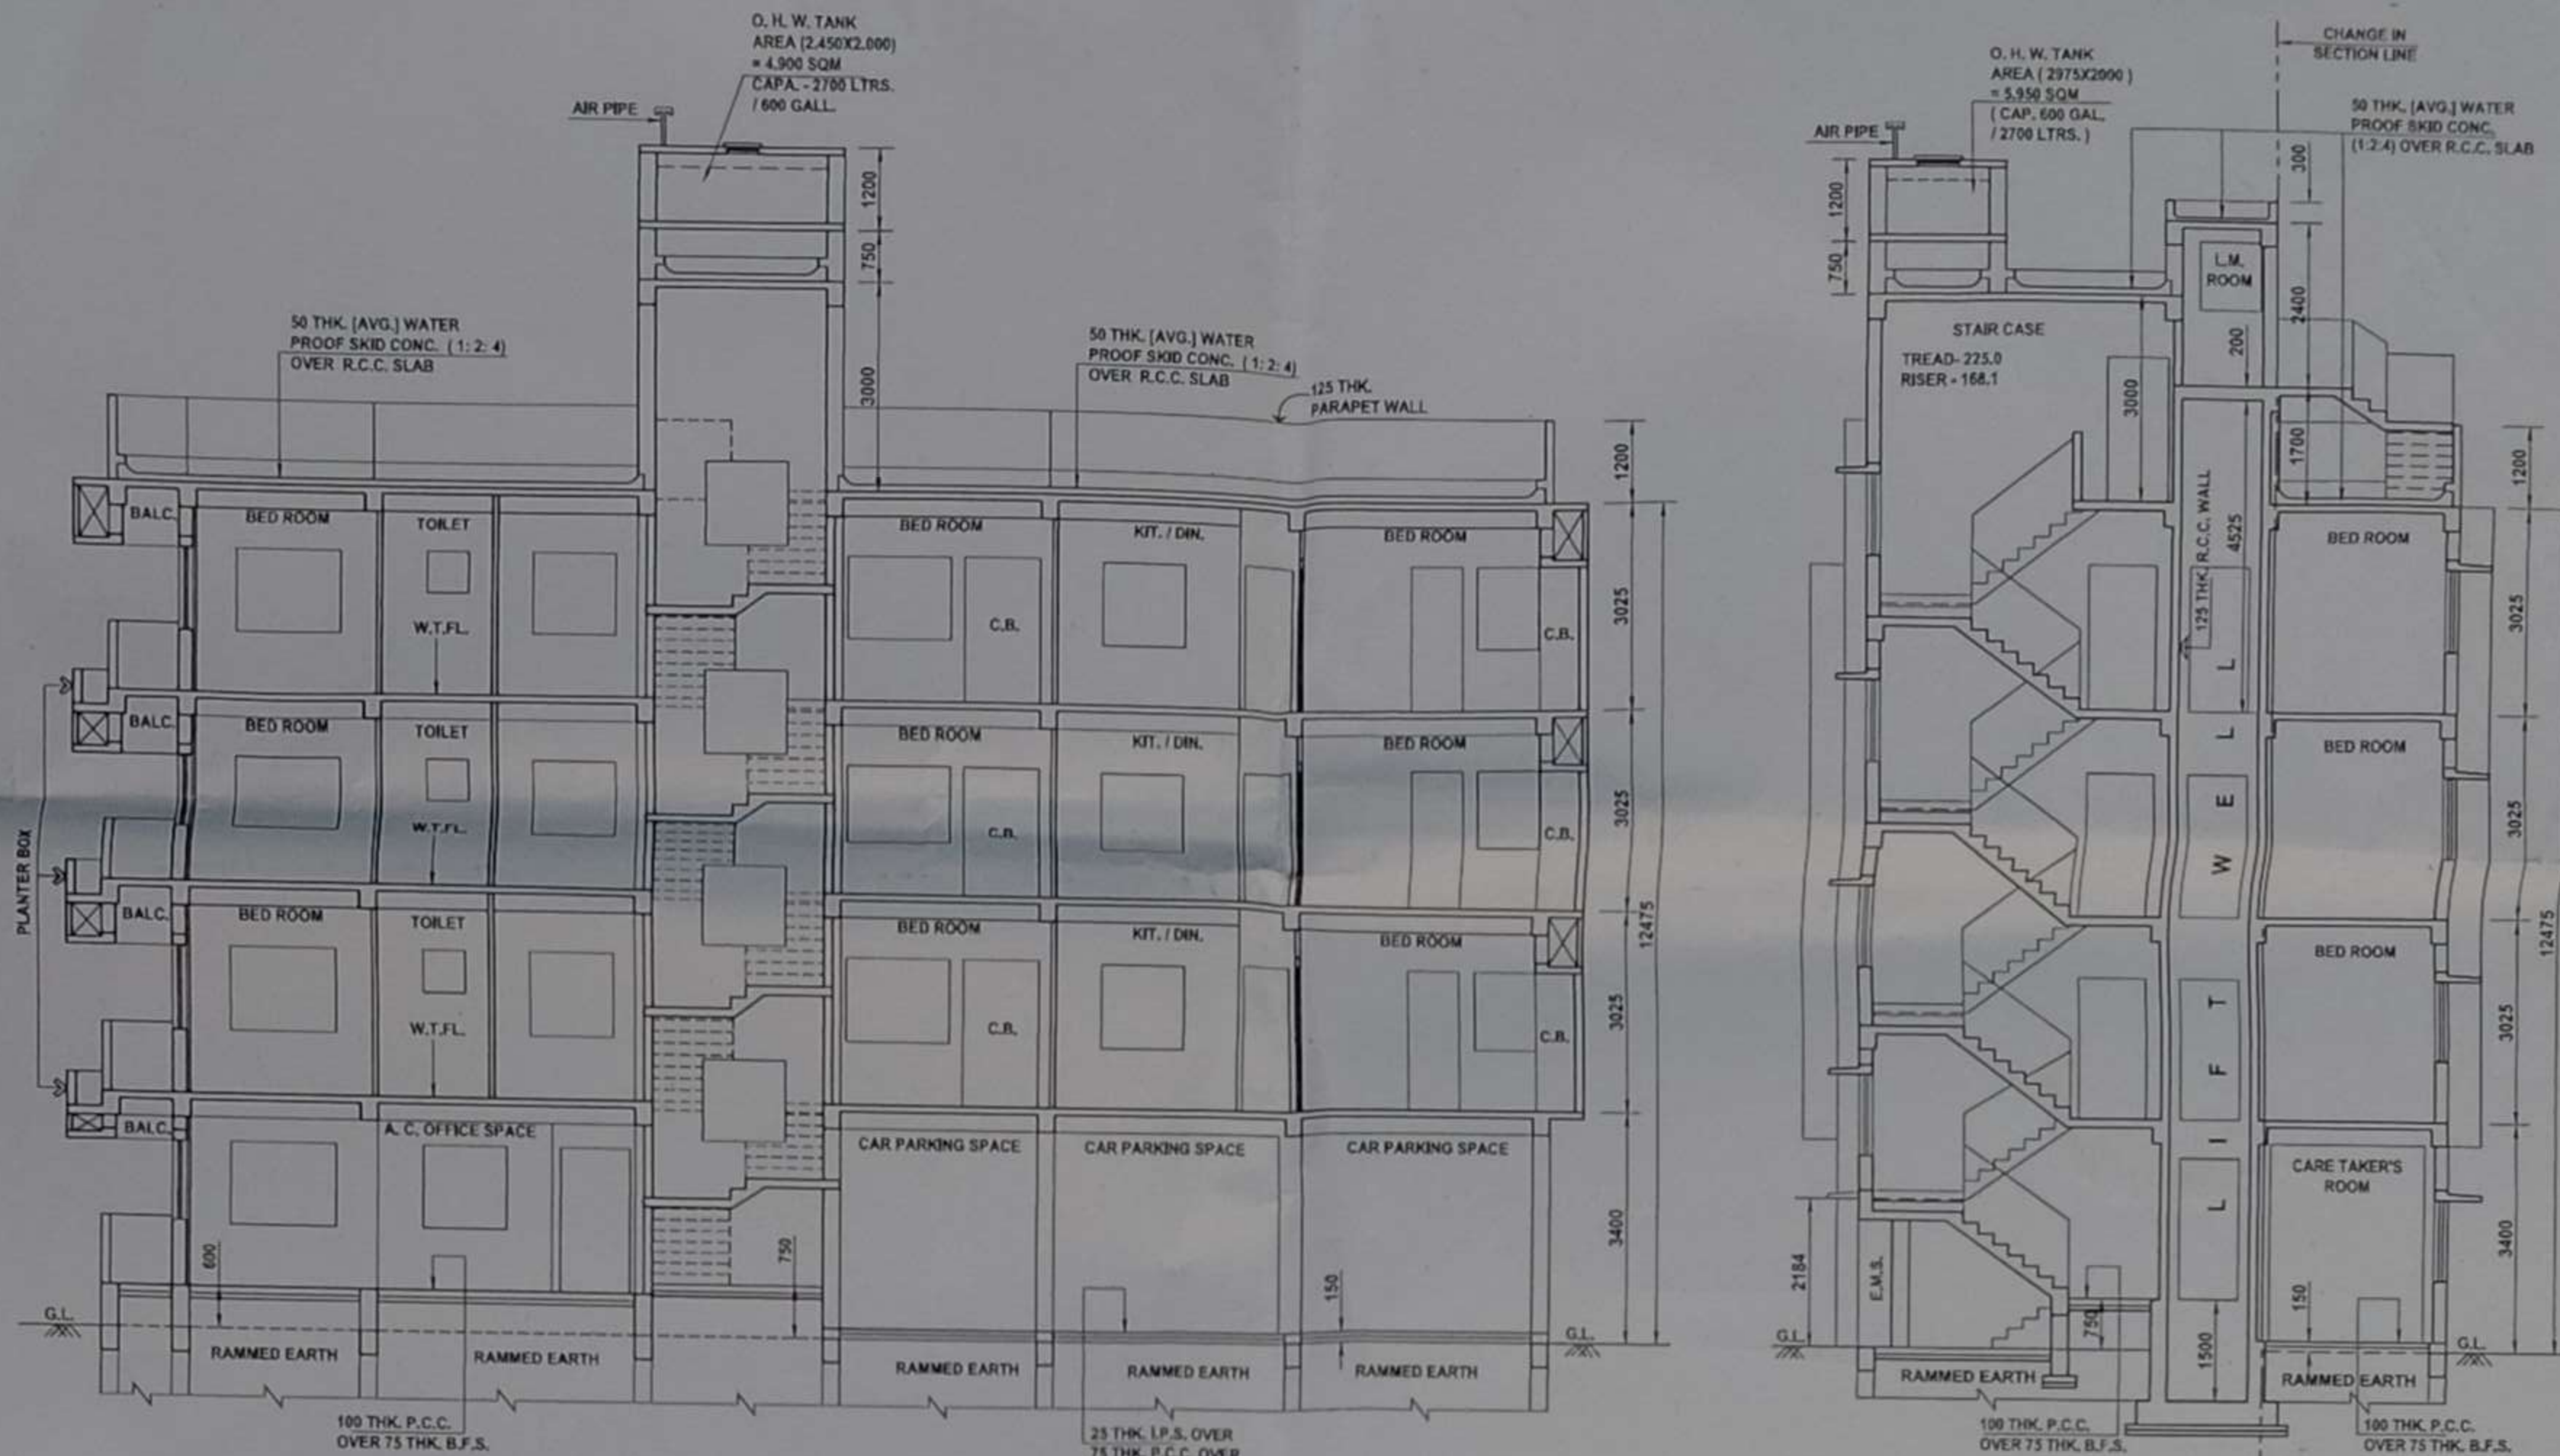 O. H. W. TANK
AREA (2.450X2.000)
= 4.900 SQM
CAPA. - 2700 LTRS.
/ 600 GALL.
AIR PIPE
1200
750
3000
50 THK. [AVG.] WATER
PROOF SKID CONC. (1: 2: 4)
OVER R.C.C. SLAB
50 THK. [AVG.] WATER
PROOF SKID CONC. (1: 2: 4)
OVER R.C.C. SLAB
125 THK.
PARAPET WALL
1200
BALC.
BED ROOM
TOILET
W.T.FL.
BED ROOM
C.B.
KIT. / DIN.
BED ROOM
C.B.
3025
BALC.
BED ROOM
TOILET
W.T.FL.
BED ROOM
C.B.
KIT. / DIN.
BED ROOM
C.B.
3025
PLANTER BOX
BALC.
BED ROOM
TOILET
W.T.FL.
BED ROOM
C.B.
KIT. / DIN.
BED ROOM
C.B.
3025
12475
BALC.
A. C. OFFICE SPACE
CAR PARKING SPACE
CAR PARKING SPACE
CAR PARKING SPACE
3400
600
750
150
G.L.
G.L.
RAMMED EARTH
RAMMED EARTH
RAMMED EARTH
RAMMED EARTH
RAMMED EARTH
100 THK. P.C.C.
OVER 75 THK. B.F.S.
25 THK. I.P.S. OVER
75 THK. P.C.C. OVER
CHANGE IN
SECTION LINE
O. H. W. TANK
AREA ( 2975X2000 )
= 5.950 SQM
( CAP. 600 GAL.
/ 2700 LTRS. )
50 THK. [AVG.] WATER
PROOF SKID CONC.
(1:2:4) OVER R.C.C. SLAB
AIR PIPE
1200
750
300
L.M.
ROOM
2400
200
STAIR CASE
TREAD- 225.0
RISER - 168.1
3000
1700
1200
125 THK. R.C.C. WALL
4525
LIFT WELL
BED ROOM
3025
BED ROOM
3025
BED ROOM
3025
12475
CARE TAKER'S
ROOM
3400
2184
E.M.S.
750
1500
150
G.L.
G.L.
RAMMED EARTH
RAMMED EARTH
100 THK. P.C.C.
OVER 75 THK. B.F.S.
100 THK. P.C.C.
OVER 75 THK. B.F.S.